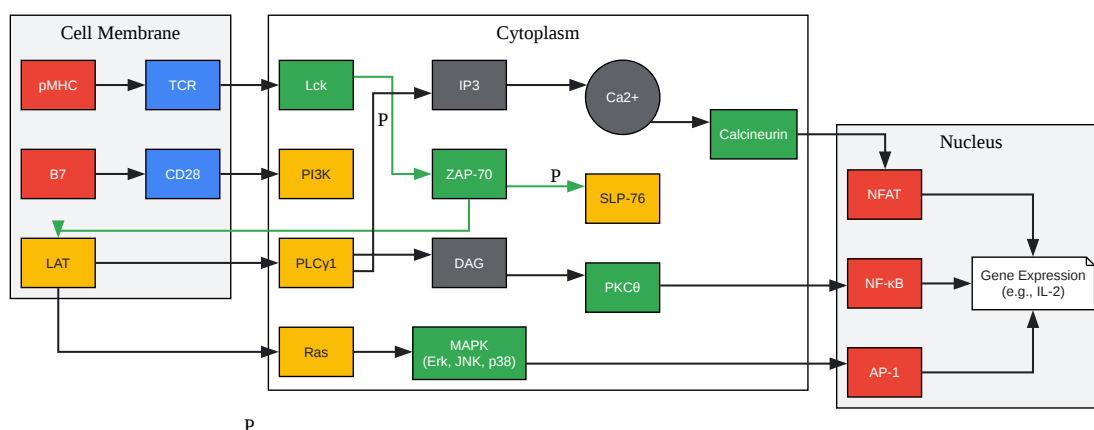 Cell Membrane
Cytoplasm
Nucleus
pMHC
TCR
Lck
IP3
Ca2+
P
Calcineurin
B7
CD28
PI3K
ZAP-70
P
SLP-76
NFAT
LAT
PLCγ1
DAG
PKCθ
NF-κB
Gene Expression
(e.g., IL-2)
Ras
MAPK
(Erk, JNK, p38)
AP-1
P